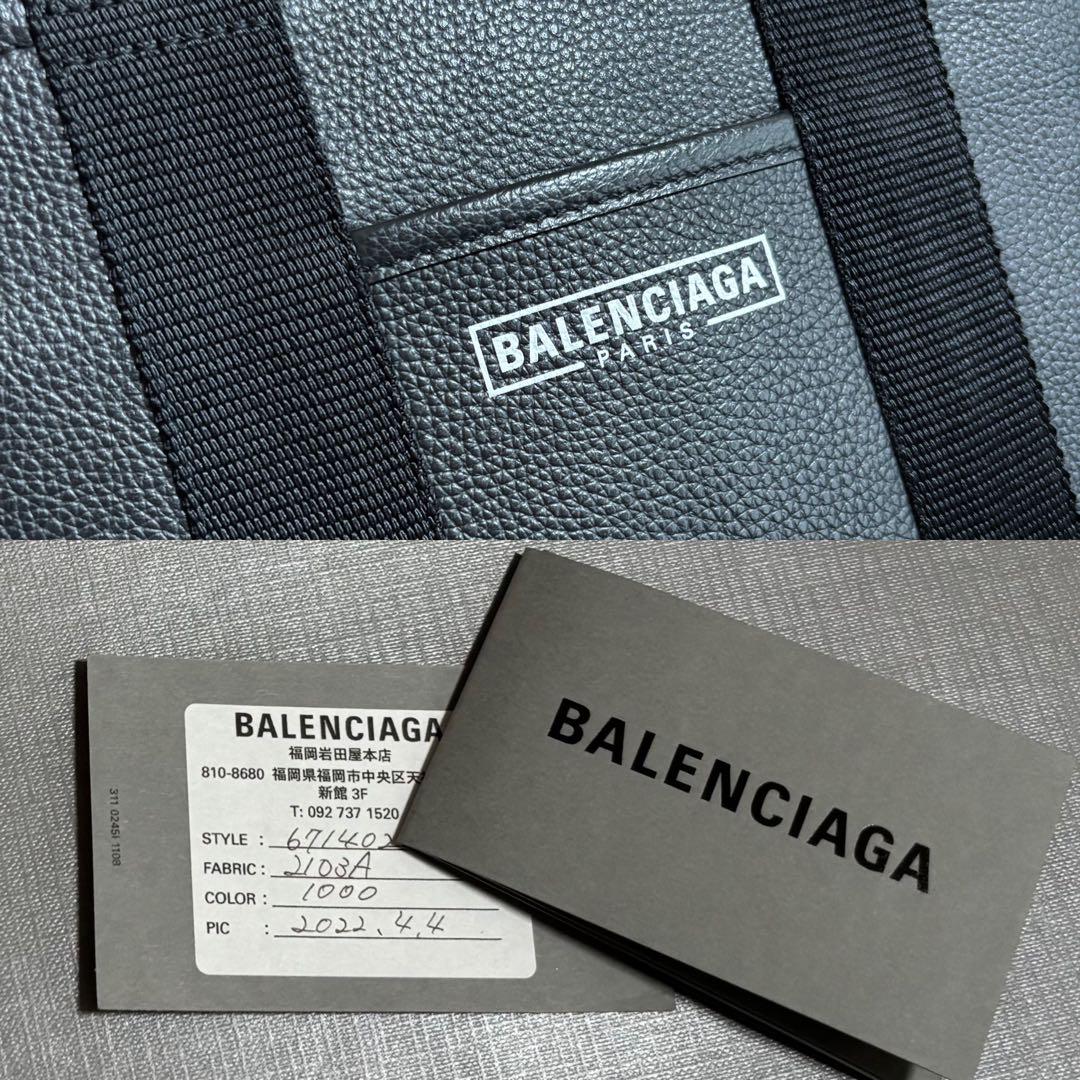 BALENCIAGA
PARIS
BALENCIAGA
福岡岩田屋本店
810-8680 福岡県福岡市中央区天
新館 3F
T: 092 737 1520
STYLE : 671402
FABRIC : 2103A
COLOR : 1000
PIC : 2022.4.4
311 0245I 1108
BALENCIAGA